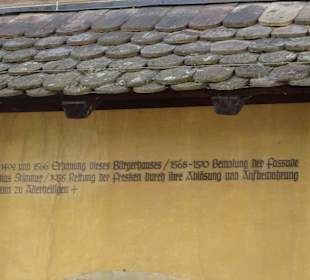 und 1566 Erbauung dieses Bürgerhauses / 1568-1570 Bemalung der Fassade
Stimmer / 1935 Rettung der Fresken durch ihre Ablösung und Aufbewahrung
zu Allerheiligen +